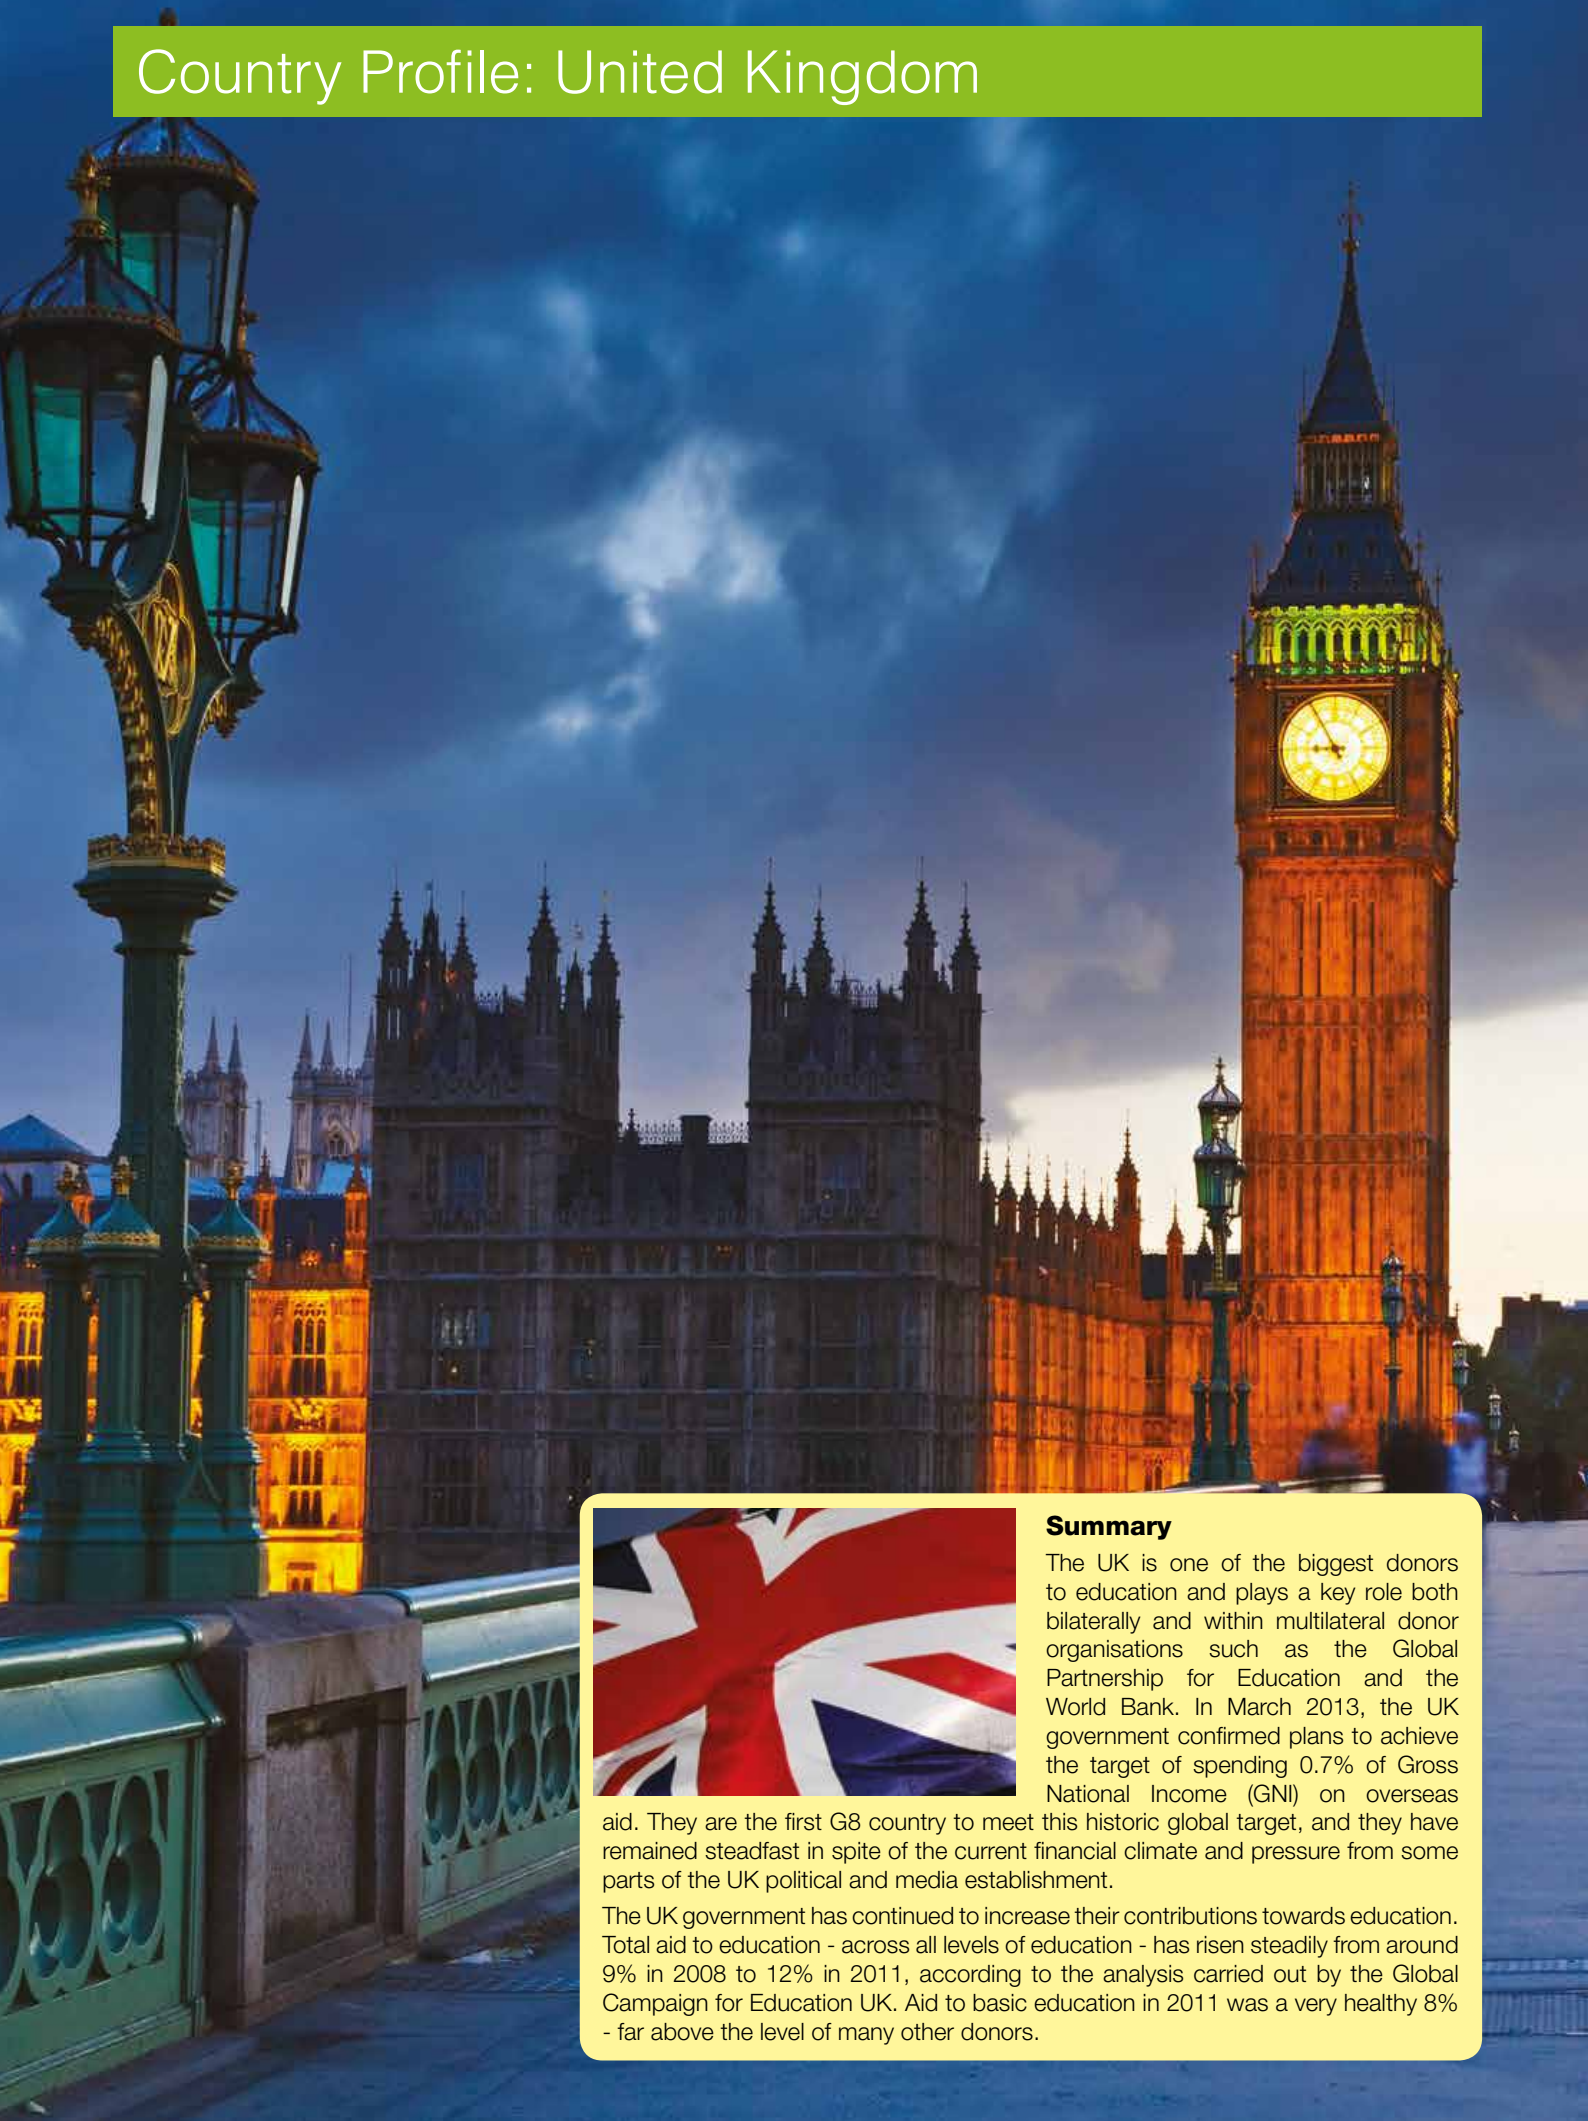 Country Profile: United Kingdom
Summary
The UK is one of the biggest donors
to education and plays a key role both
bilaterally and within multilateral donor
organisations such as the Global
Partnership for Education and the
World Bank. In March 2013, the UK
government confirmed plans to achieve
the target of spending 0.7% of Gross
National Income (GNI) on overseas
aid. They are the first G8 country to meet this historic global target, and they have
remained steadfast in spite of the current financial climate and pressure from some
parts of the UK political and media establishment.
The UK government has continued to increase their contributions towards education.
Total aid to education - across all levels of education - has risen steadily from around
9% in 2008 to 12% in 2011, according to the analysis carried out by the Global
Campaign for Education UK. Aid to basic education in 2011 was a very healthy 8%
- far above the level of many other donors.